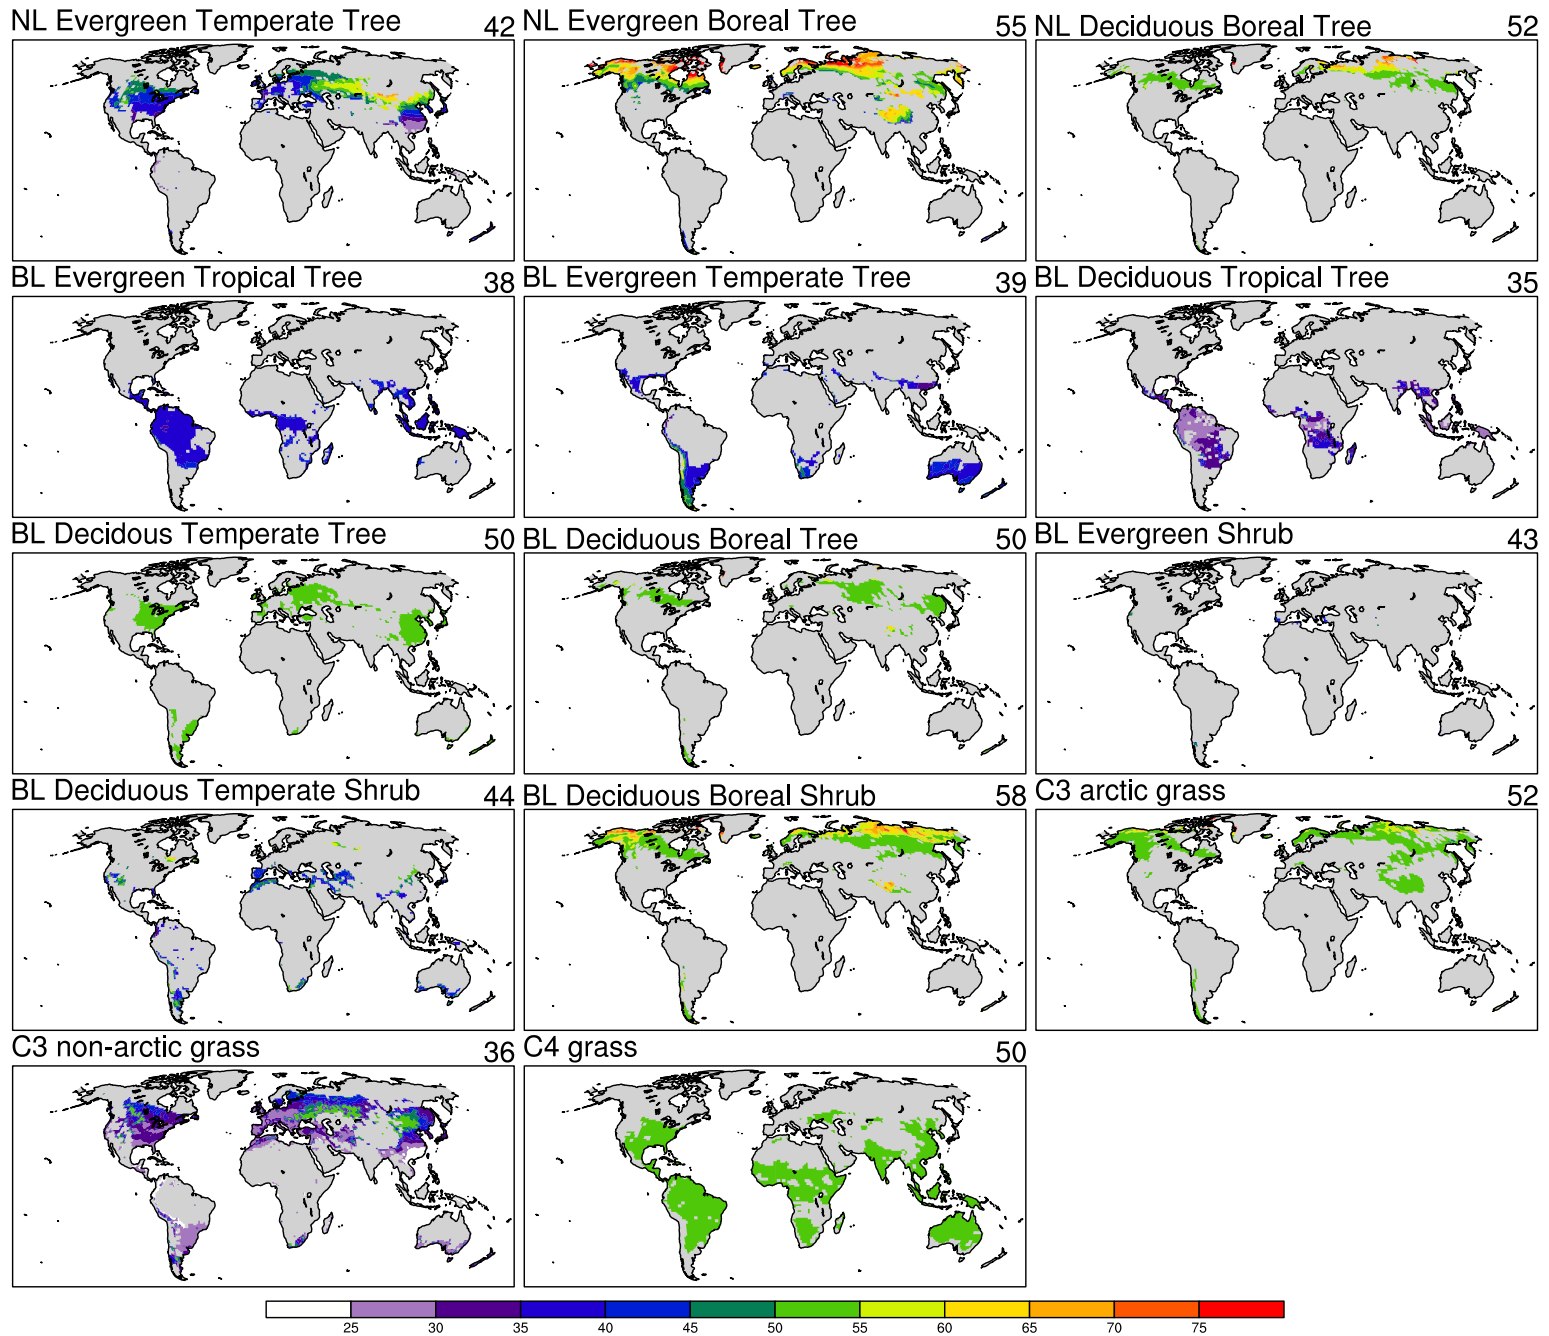 NL Evergreen Temperate Tree 42
NL Evergreen Boreal Tree 55
NL Deciduous Boreal Tree 52
BL Evergreen Tropical Tree 38
BL Evergreen Temperate Tree 39
BL Deciduous Tropical Tree 35
BL Decidous Temperate Tree 50
BL Deciduous Boreal Tree 50
BL Evergreen Shrub 43
BL Deciduous Temperate Shrub 44
BL Deciduous Boreal Shrub 58
C3 arctic grass 52
C3 non-arctic grass 36
C4 grass 50
25 30 35 40 45 50 55 60 65 70 75